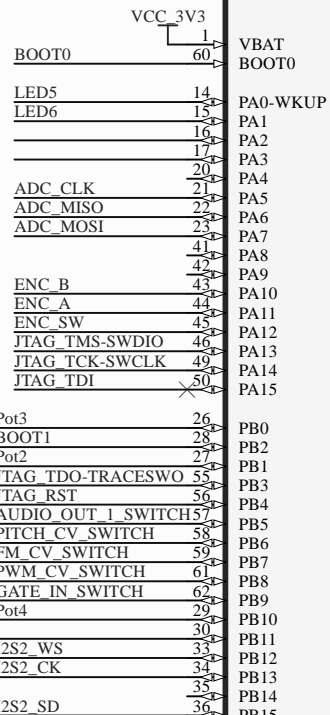 VCC_3V3
1 VBAT
BOOT0 60 BOOT0
LED5 14 PA0-WKUP
LED6 15 PA1
16 PA2
17 PA3
20 PA4
ADC_CLK 21 PA5
ADC_MISO 22 PA6
ADC_MOSI 23 PA7
41 PA8
42 PA9
ENC_B 43 PA10
ENC_A 44 PA11
ENC_SW 45 PA12
JTAG_TMS-SWDIO 46 PA13
JTAG_TCK-SWCLK 49 PA14
JTAG_TDI 50 PA15
Pot3 26 PB0
BOOT1 28 PB2
Pot2 27 PB1
JTAG_TDO-TRACESWO 55 PB3
JTAG_RST 56 PB4
AUDIO_OUT_1_SWITCH 57 PB5
PITCH_CV_SWITCH 58 PB6
FM_CV_SWITCH 59 PB7
PWM_CV_SWITCH 61 PB8
GATE_IN_SWITCH 62 PB9
Pot4 29 PB10
30 PB11
I2S2_WS 33 PB12
I2S2_CK 34 PB13
35 PB14
I2S2_SD 36 PB15